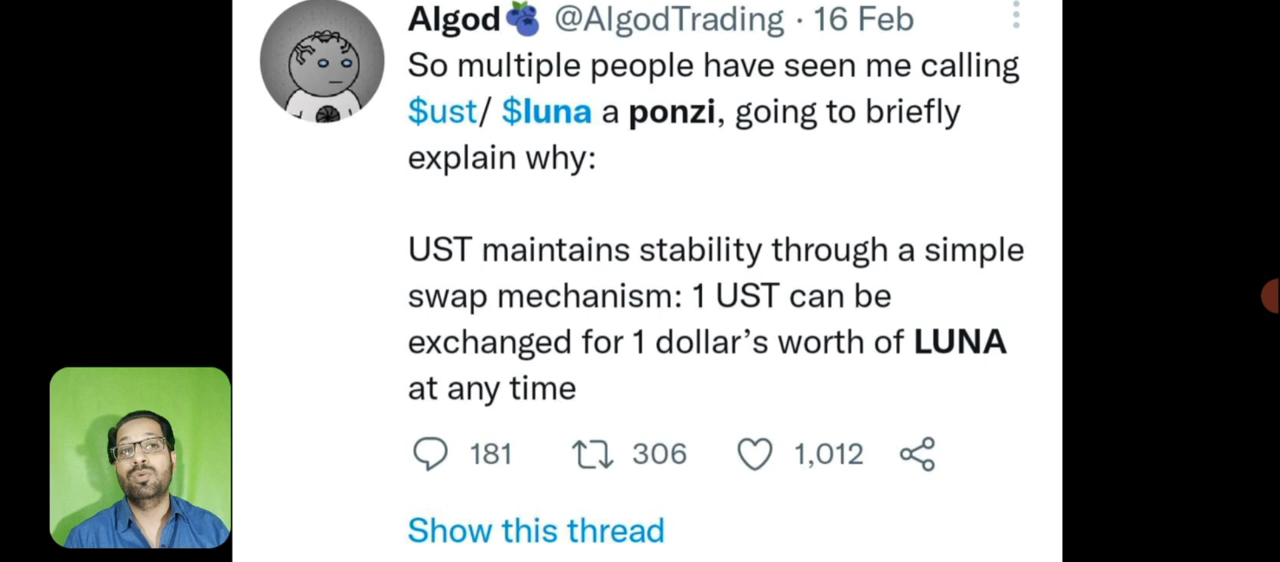 Algod🫐 @AlgodTrading · 16 Feb
So multiple people have seen me calling
$ust/ $luna a ponzi, going to briefly
explain why:
UST maintains stability through a simple
swap mechanism: 1 UST can be
exchanged for 1 dollar’s worth of LUNA
at any time
181 306 1,012
Show this thread